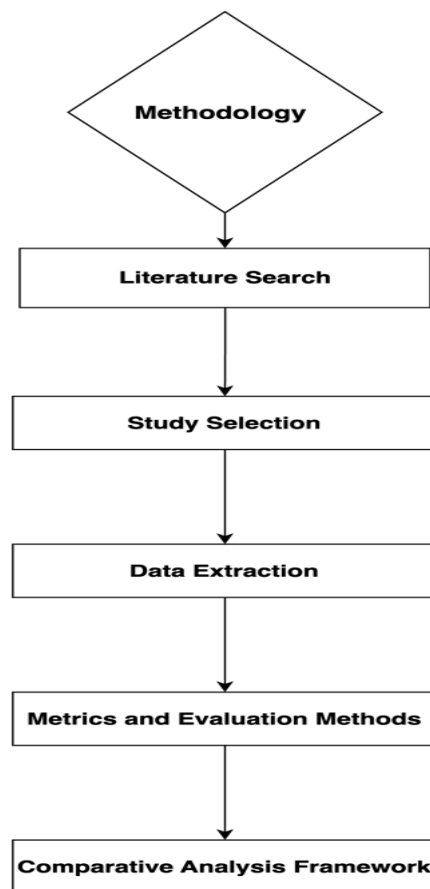 Methodology
Literature Search
Study Selection
Data Extraction
Metrics and Evaluation Methods
Comparative Analysis Framework